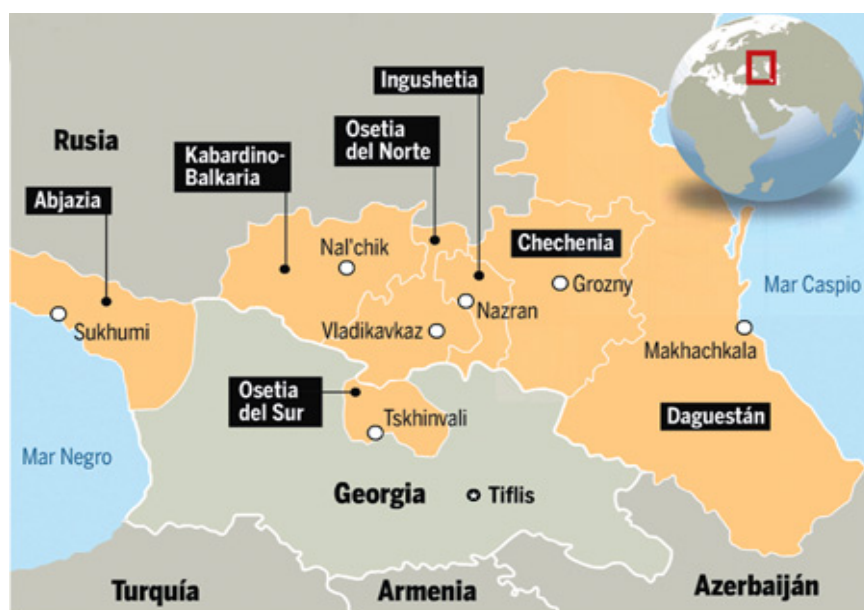 Ingushetia
Rusia
Osetia
del Norte
Kabardino-
Balkaria
Abjazia
Chechenia
Nal'chik
Grozny
Mar Caspio
Nazran
Sukhumi
Vladikavkaz
Makhachkala
Osetia
del Sur
Tskhinvali
Daguestán
Mar Negro
Georgia
Tiflis
Turquía
Armenia
Azerbaiján